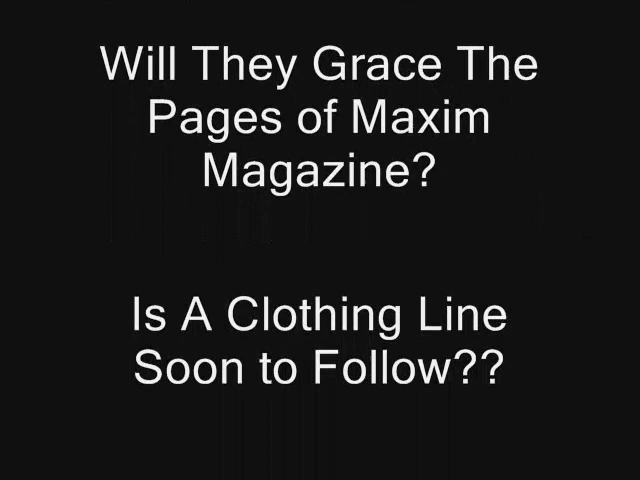 Will They Grace The
Pages of Maxim
Magazine?
Is A Clothing Line
Soon to Follow??